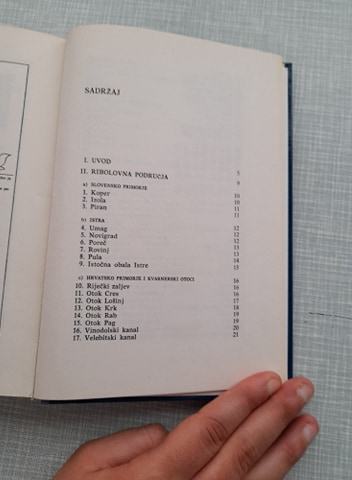 SADRŽAJ
I. UVOD 5
II. RIBOLOVNA PODRUČJA 9
a) SLOVENSKO PRIMORJE 10
1. Koper 10
2. Izola 11
3. Piran 11
b) ISTRA 12
4. Umag 12
5. Novigrad 12
6. Poreč 13
7. Rovinj 13
8. Pula 14
9. Istočna obala Istre 15
c) HRVATSKO PRIMORJE I KVARNERSKI OTOCI 16
10. Riječki zaljev 16
11. Otok Cres 16
12. Otok Lošinj 17
13. Otok Krk 18
14. Otok Rab 19
15. Otok Pag 19
16. Vinodolski kanal 20
17. Velebitski kanal 21